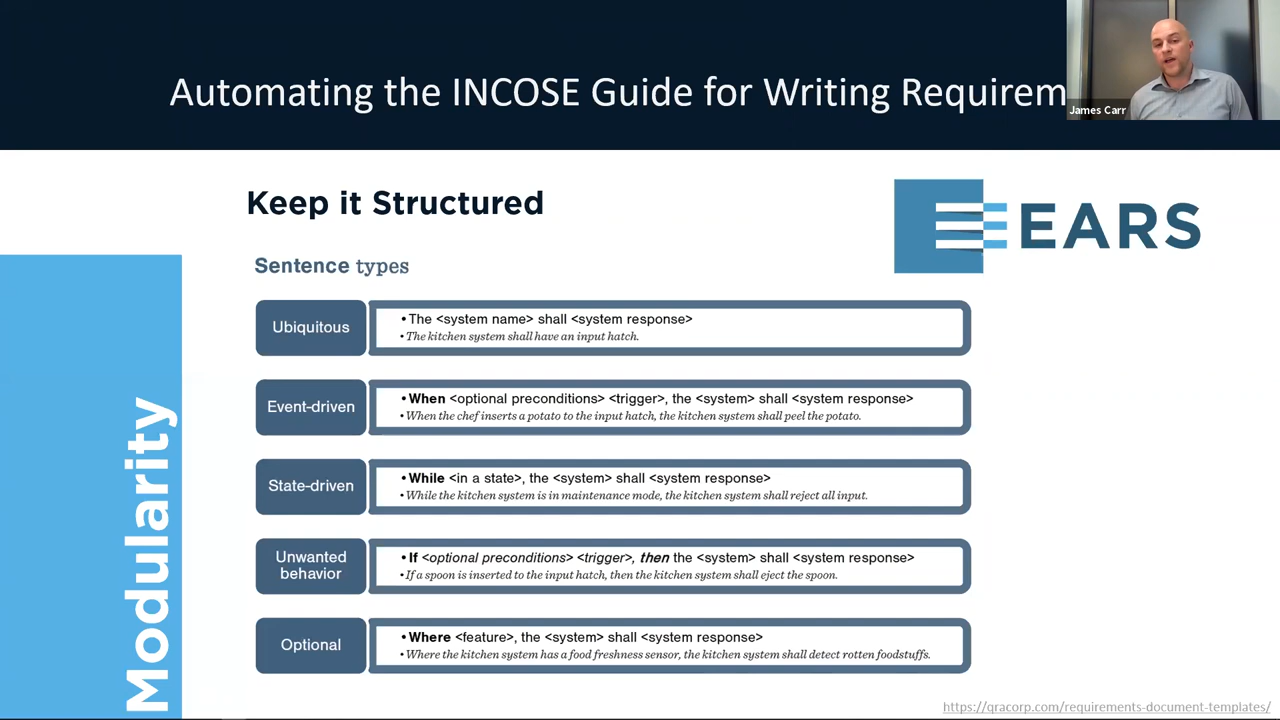 Automating the INCOSE Guide for Writing Requirem
James Carr
Keep it Structured
EARS
Sentence types
Modularity
Ubiquitous
•The <system name> shall <system response>
•The kitchen system shall have an input hatch.
Event-driven
•When <optional preconditions> <trigger>, the <system> shall <system response>
•When the chef inserts a potato to the input hatch, the kitchen system shall peel the potato.
State-driven
•While <in a state>, the <system> shall <system response>
•While the kitchen system is in maintenance mode, the kitchen system shall reject all input.
Unwanted
behavior
•If <optional preconditions> <trigger>, then the <system> shall <system response>
•If a spoon is inserted to the input hatch, then the kitchen system shall eject the spoon.
Optional
•Where <feature>, the <system> shall <system response>
•Where the kitchen system has a food freshness sensor, the kitchen system shall detect rotten foodstuffs.
https://qracorp.com/requirements-document-templates/